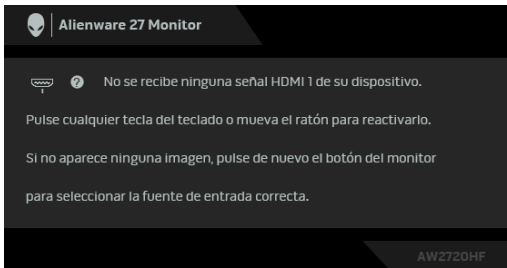 Alienware 27 Monitor
No se recibe ninguna señal HDMI 1 de su dispositivo.
Pulse cualquier tecla del teclado o mueva el ratón para reactivarlo.
Si no aparece ninguna imagen, pulse de nuevo el botón del monitor
para seleccionar la fuente de entrada correcta.
AW2720HF